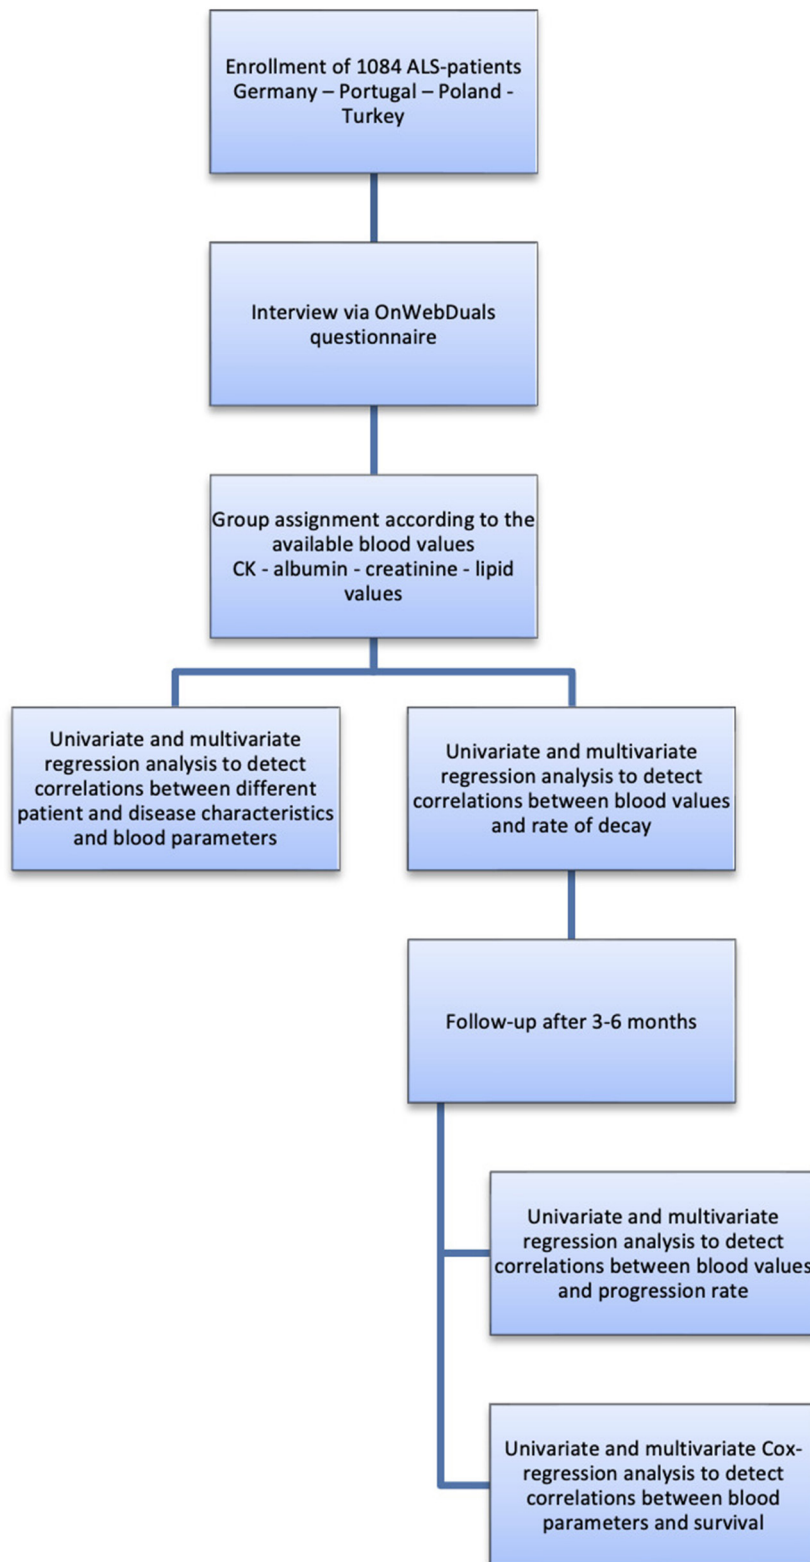 Enrollment of 1084 ALS-patients
Germany – Portugal – Poland -
Turkey
Interview via OnWebDuals
questionnaire
Group assignment according to the
available blood values
CK - albumin - creatinine - lipid
values
Univariate and multivariate
regression analysis to detect
correlations between different
patient and disease characteristics
and blood parameters
Univariate and multivariate
regression analysis to detect
correlations between blood values
and rate of decay
Follow-up after 3-6 months
Univariate and multivariate
regression analysis to detect
correlations between blood values
and progression rate
Univariate and multivariate Cox-
regression analysis to detect
correlations between blood
parameters and survival